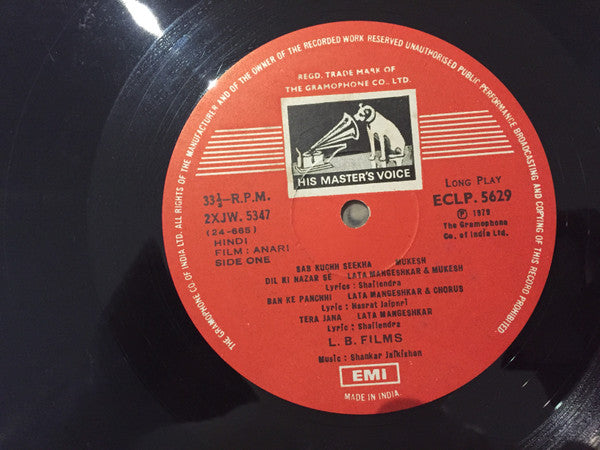 THE GRAMOPHONE CO OF INDIA LTD. ALL RIGHTS OF THE MANUFACTURER AND OF THE OWNER OF THE RECORDED WORK RESERVED UNAUTHORISED PUBLIC PERFORMANCE BROADCASTING AND COPYING OF THIS RECORD PROHIBITED.
REGD. TRADE MARK OF
THE GRAMOPHONE CO., LTD.
HIS MASTER'S VOICE
33⅓-R.P.M.
2XJW. 5347
(24-665)
HINDI
FILM : ANARI
SIDE ONE
LONG PLAY
ECLP. 5629
Ⓟ 1979
The Gramophone
Co. of India Ltd.
SAB KUCHH SEEKHA MUKESH
DIL KI NAZAR SE LATA MANGESHKAR & MUKESH
Lyrics : Shailendra
BAN KE PANCHHI LATA MANGESHKAR & CHORUS
Lyric : Hasrat Jaipuri
TERA JANA LATA MANGESHKAR
Lyric : Shailendra
L. B. FILMS
Music : Shankar Jaikishan
EMI
MADE IN INDIA.